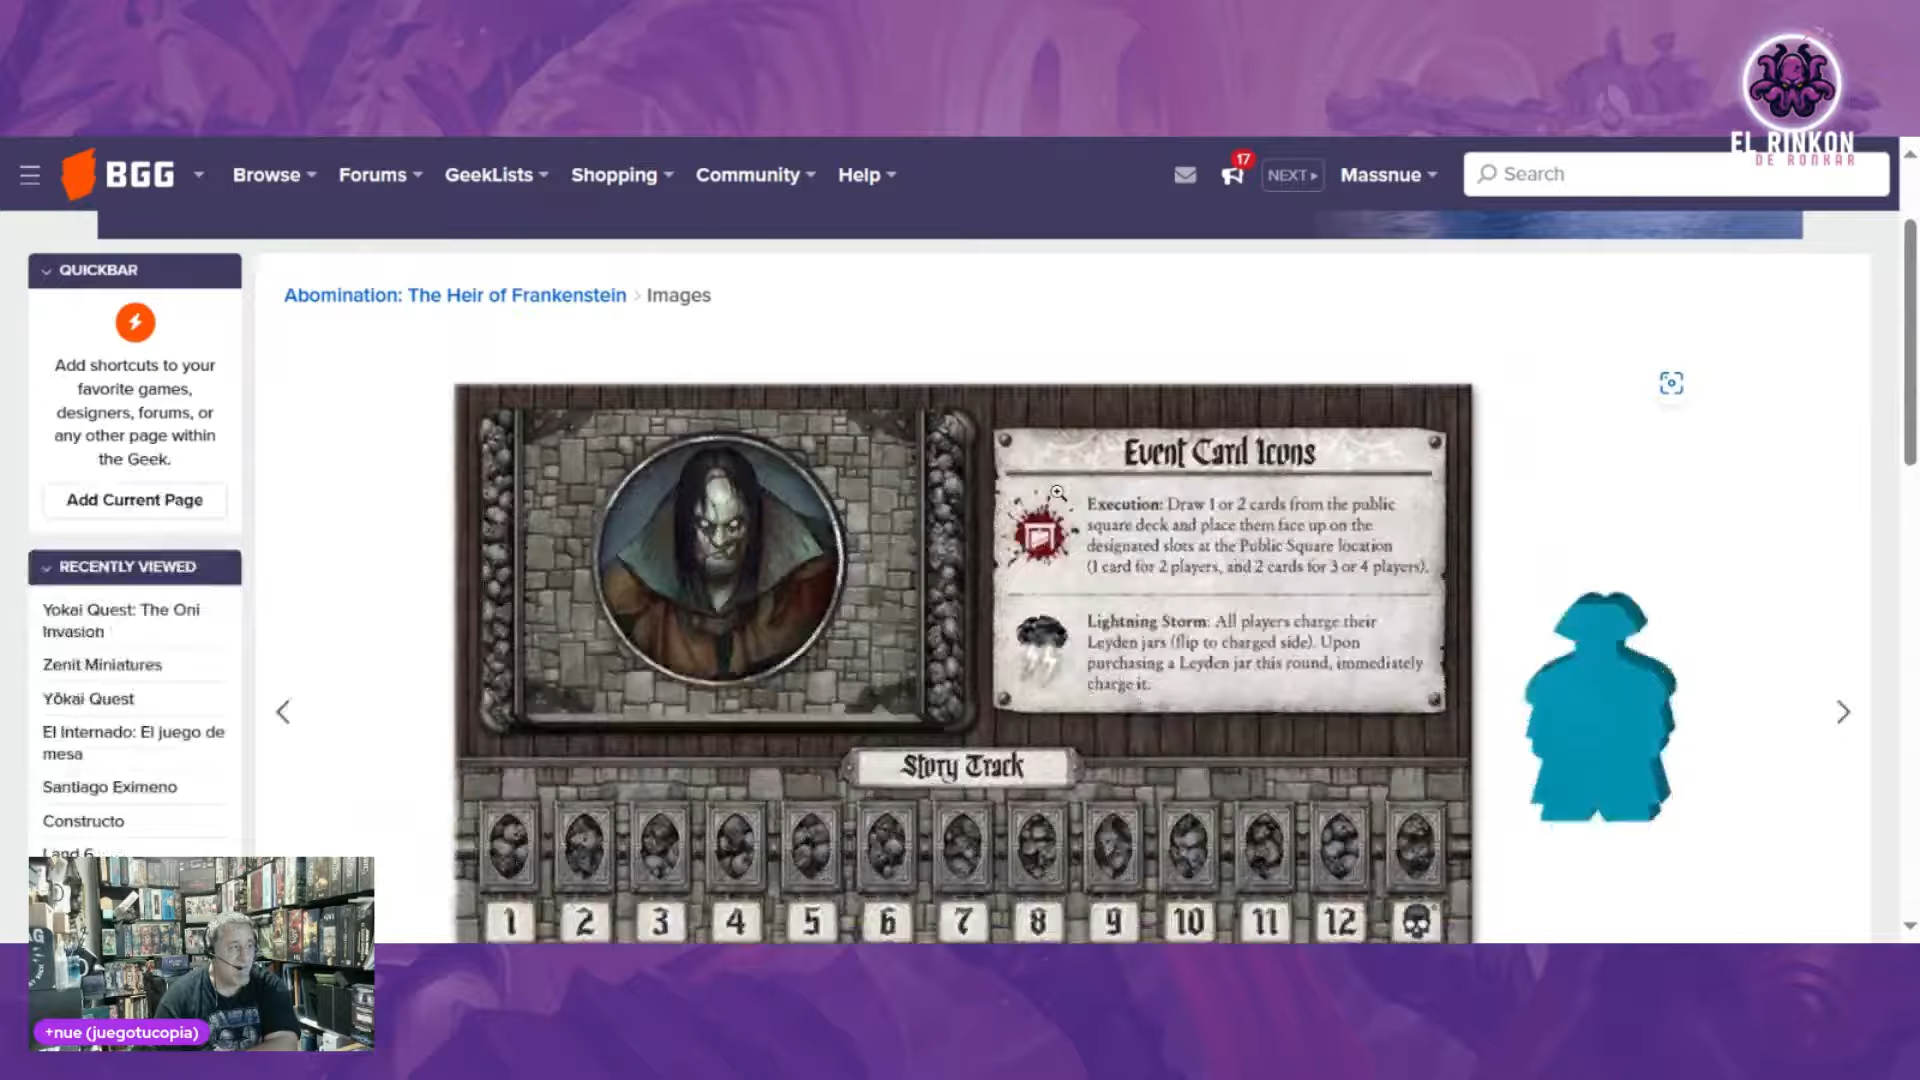 EL RINKON
DE RONKAR
BGG
Browse
Forums
GeekLists
Shopping
Community
Help
17
NEXT
Massnue
Search
QUICKBAR
Add shortcuts to your
favorite games,
designers, forums, or
any other page within
the Geek.
Add Current Page
RECENTLY VIEWED
Yokai Quest: The Oni
Invasion
Zenit Miniatures
Yōkai Quest
El Internado: El juego de
mesa
Santiago Eximeno
Constructo
Land 6
Abomination: The Heir of Frankenstein > Images
Event Card Icons
Execution: Draw 1 or 2 cards from the public
square deck and place them face up on the
designated slots at the Public Square location
(1 card for 2 players, and 2 cards for 3 or 4 players).
Lightning Storm: All players charge their
Leyden jars (flip to charged side). Upon
purchasing a Leyden jar this round, immediately
charge it.
Story Track
1 2 3 4 5 6 7 8 9 10 11 12
+nue (juegotucopia)